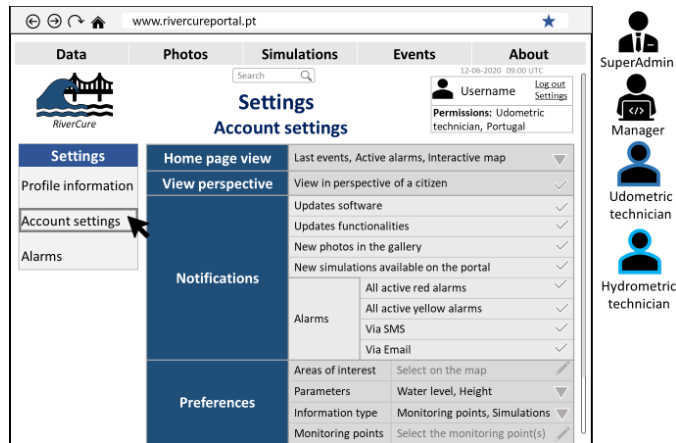 www.rivercureportal.pt
Data Photos Simulations Events About
Search
12-06-2020 09:00 UTC
RiverCure
Settings
Account settings
Username
Log out
Settings
Permissions: Udometric
technician, Portugal
Settings
Profile information
Account settings
Alarms
Home page view Last events, Active alarms, Interactive map
View perspective View in perspective of a citizen
Notifications
Updates software
Updates functionalities
New photos in the gallery
New simulations available on the portal
Alarms
All active red alarms
All active yellow alarms
Via SMS
Via Email
Preferences
Areas of interest Select on the map
Parameters Water level, Height
Information type Monitoring points, Simulations
Monitoring points Select the monitoring point(s)
SuperAdmin
</>
Manager
Udometric
technician
Hydrometric
technician